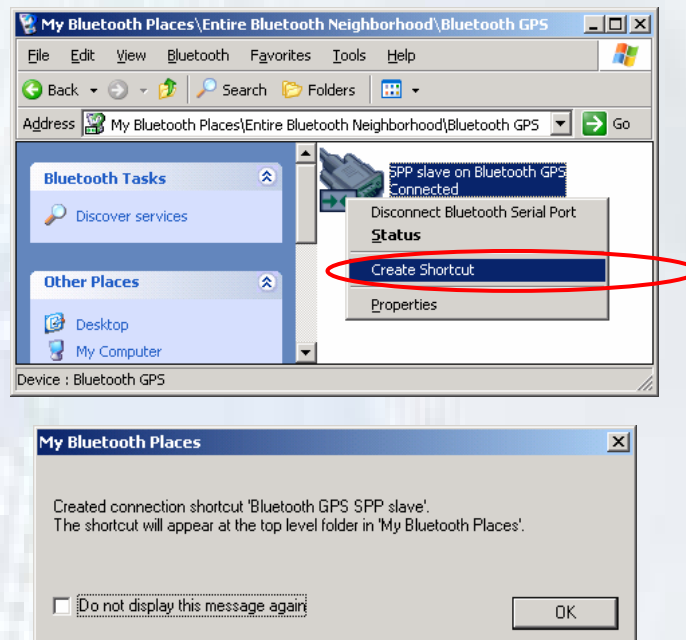 My Bluetooth Places\Entire Bluetooth Neighborhood\Bluetooth GPS
File Edit View Bluetooth Favorites Tools Help
Back Search Folders
Address My Bluetooth Places\Entire Bluetooth Neighborhood\Bluetooth GPS Go
Bluetooth Tasks
Discover services
Other Places
Desktop
My Computer
SPP slave on Bluetooth GPS
Connected
Disconnect Bluetooth Serial Port
Status
Create Shortcut
Properties
Device : Bluetooth GPS
My Bluetooth Places
Created connection shortcut 'Bluetooth GPS SPP slave'.
The shortcut will appear at the top level folder in 'My Bluetooth Places'.
Do not display this message again
OK